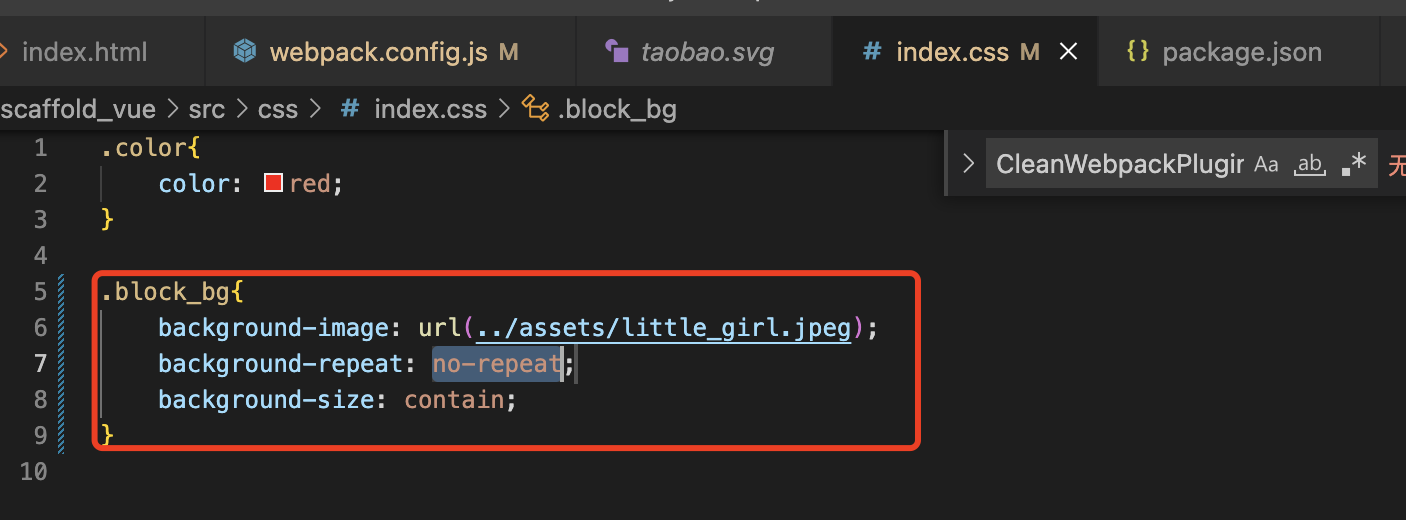 index.html
webpack.config.js M
taobao.svg
# index.css M
{} package.json
scaffold_vue > src > css > # index.css > .block_bg
CleanWebpackPlugin Aa ab .* 无
1 .color{
2 color: red;
3 }
4
5 .block_bg{
6 background-image: url(../assets/little_girl.jpeg);
7 background-repeat: no-repeat;
8 background-size: contain;
9 }
10